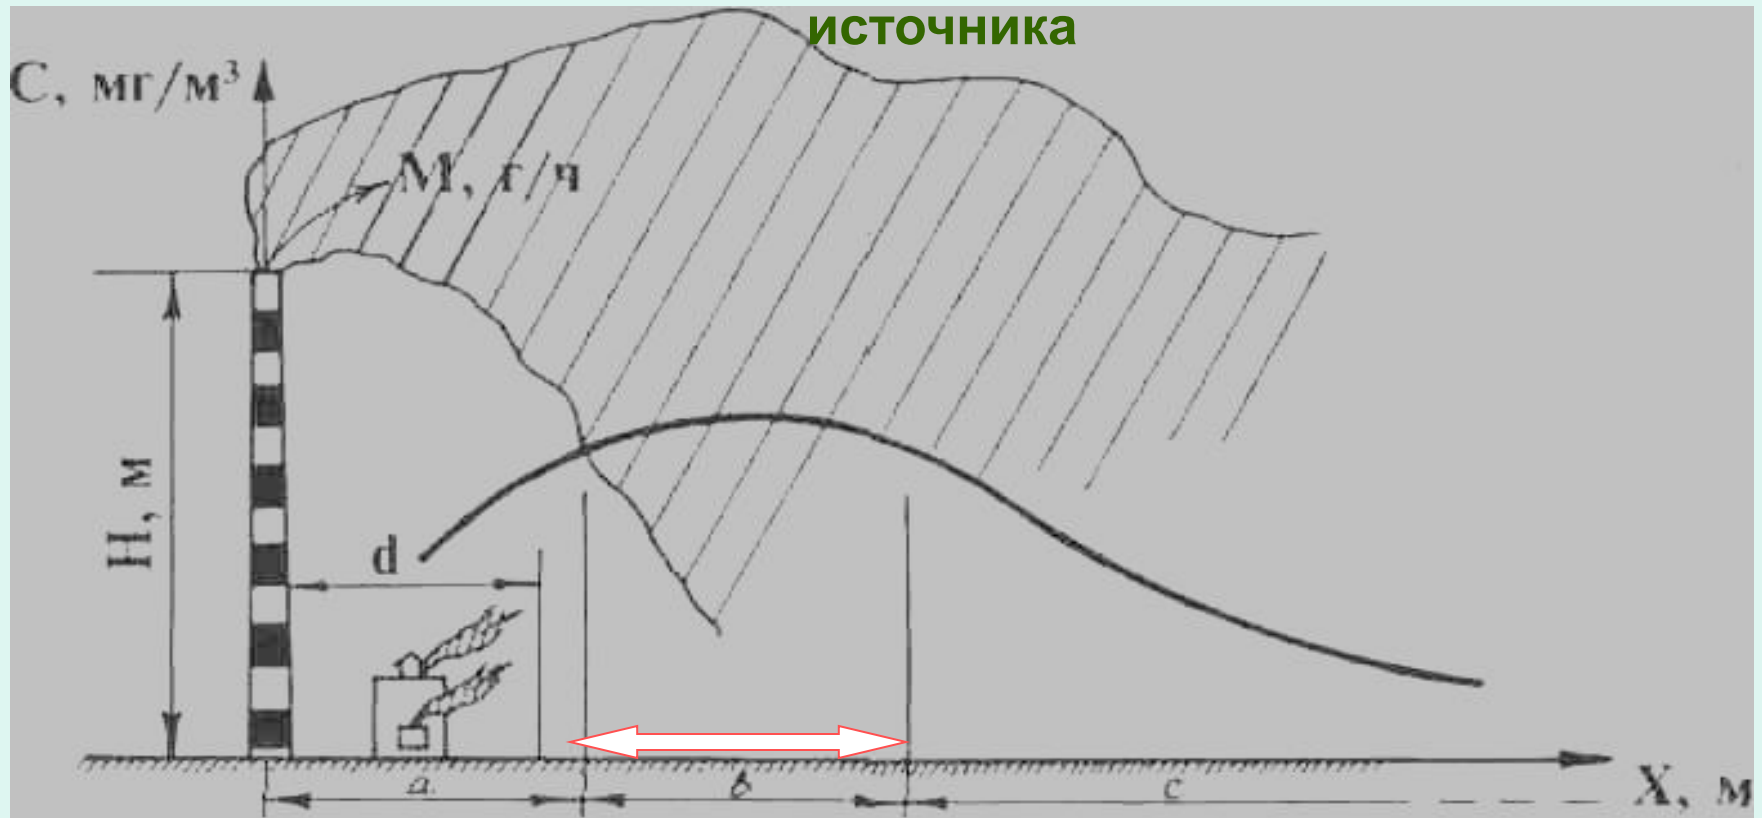 источника
С, мг/м³
М, г/ч
Н, м
d
a
b
c
Х, м